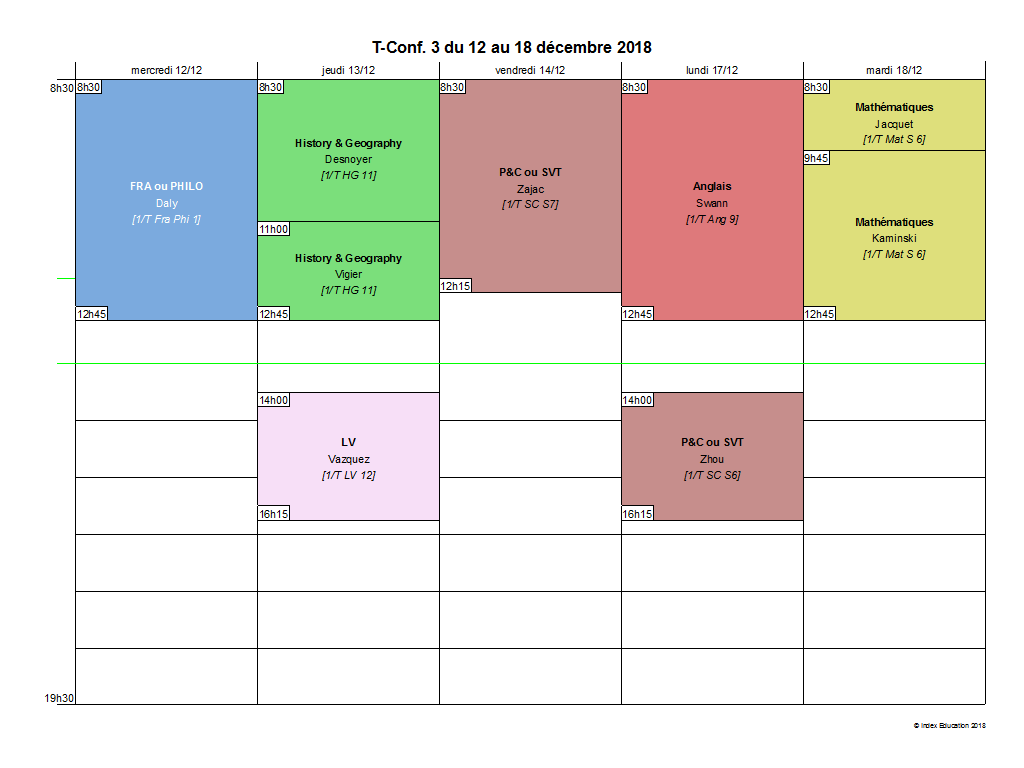 T-Conf. 3 du 12 au 18 décembre 2018
mercredi 12/12
jeudi 13/12
vendredi 14/12
lundi 17/12
mardi 18/12
8h30
8h30
FRA ou PHILO
Daly
[1/T Fra Phi 1]
12h45
8h30
History & Geography
Desnoyer
[1/T HG 11]
11h00
History & Geography
Vigier
[1/T HG 11]
12h45
14h00
LV
Vazquez
[1/T LV 12]
16h15
8h30
P&C ou SVT
Zajac
[1/T SC S7]
12h15
8h30
Anglais
Swann
[1/T Ang 9]
12h45
14h00
P&C ou SVT
Zhou
[1/T SC S6]
16h15
8h30
Mathématiques
Jacquet
[1/T Mat S 6]
9h45
Mathématiques
Kaminski
[1/T Mat S 6]
12h45
19h30
© Index Education 2018